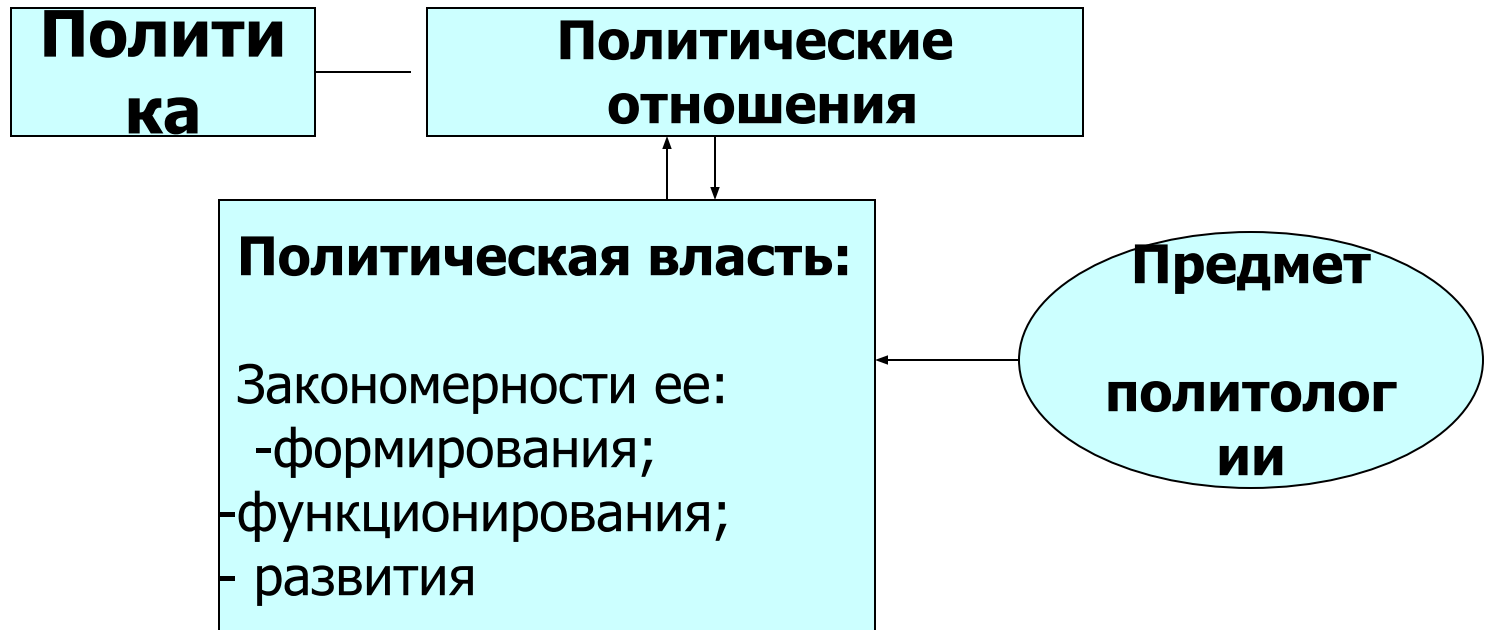 Полити
ка
Политические
отношения
Политическая власть:
Закономерности ее:
-формирования;
-функционирования;
- развития
Предмет
политолог
ии